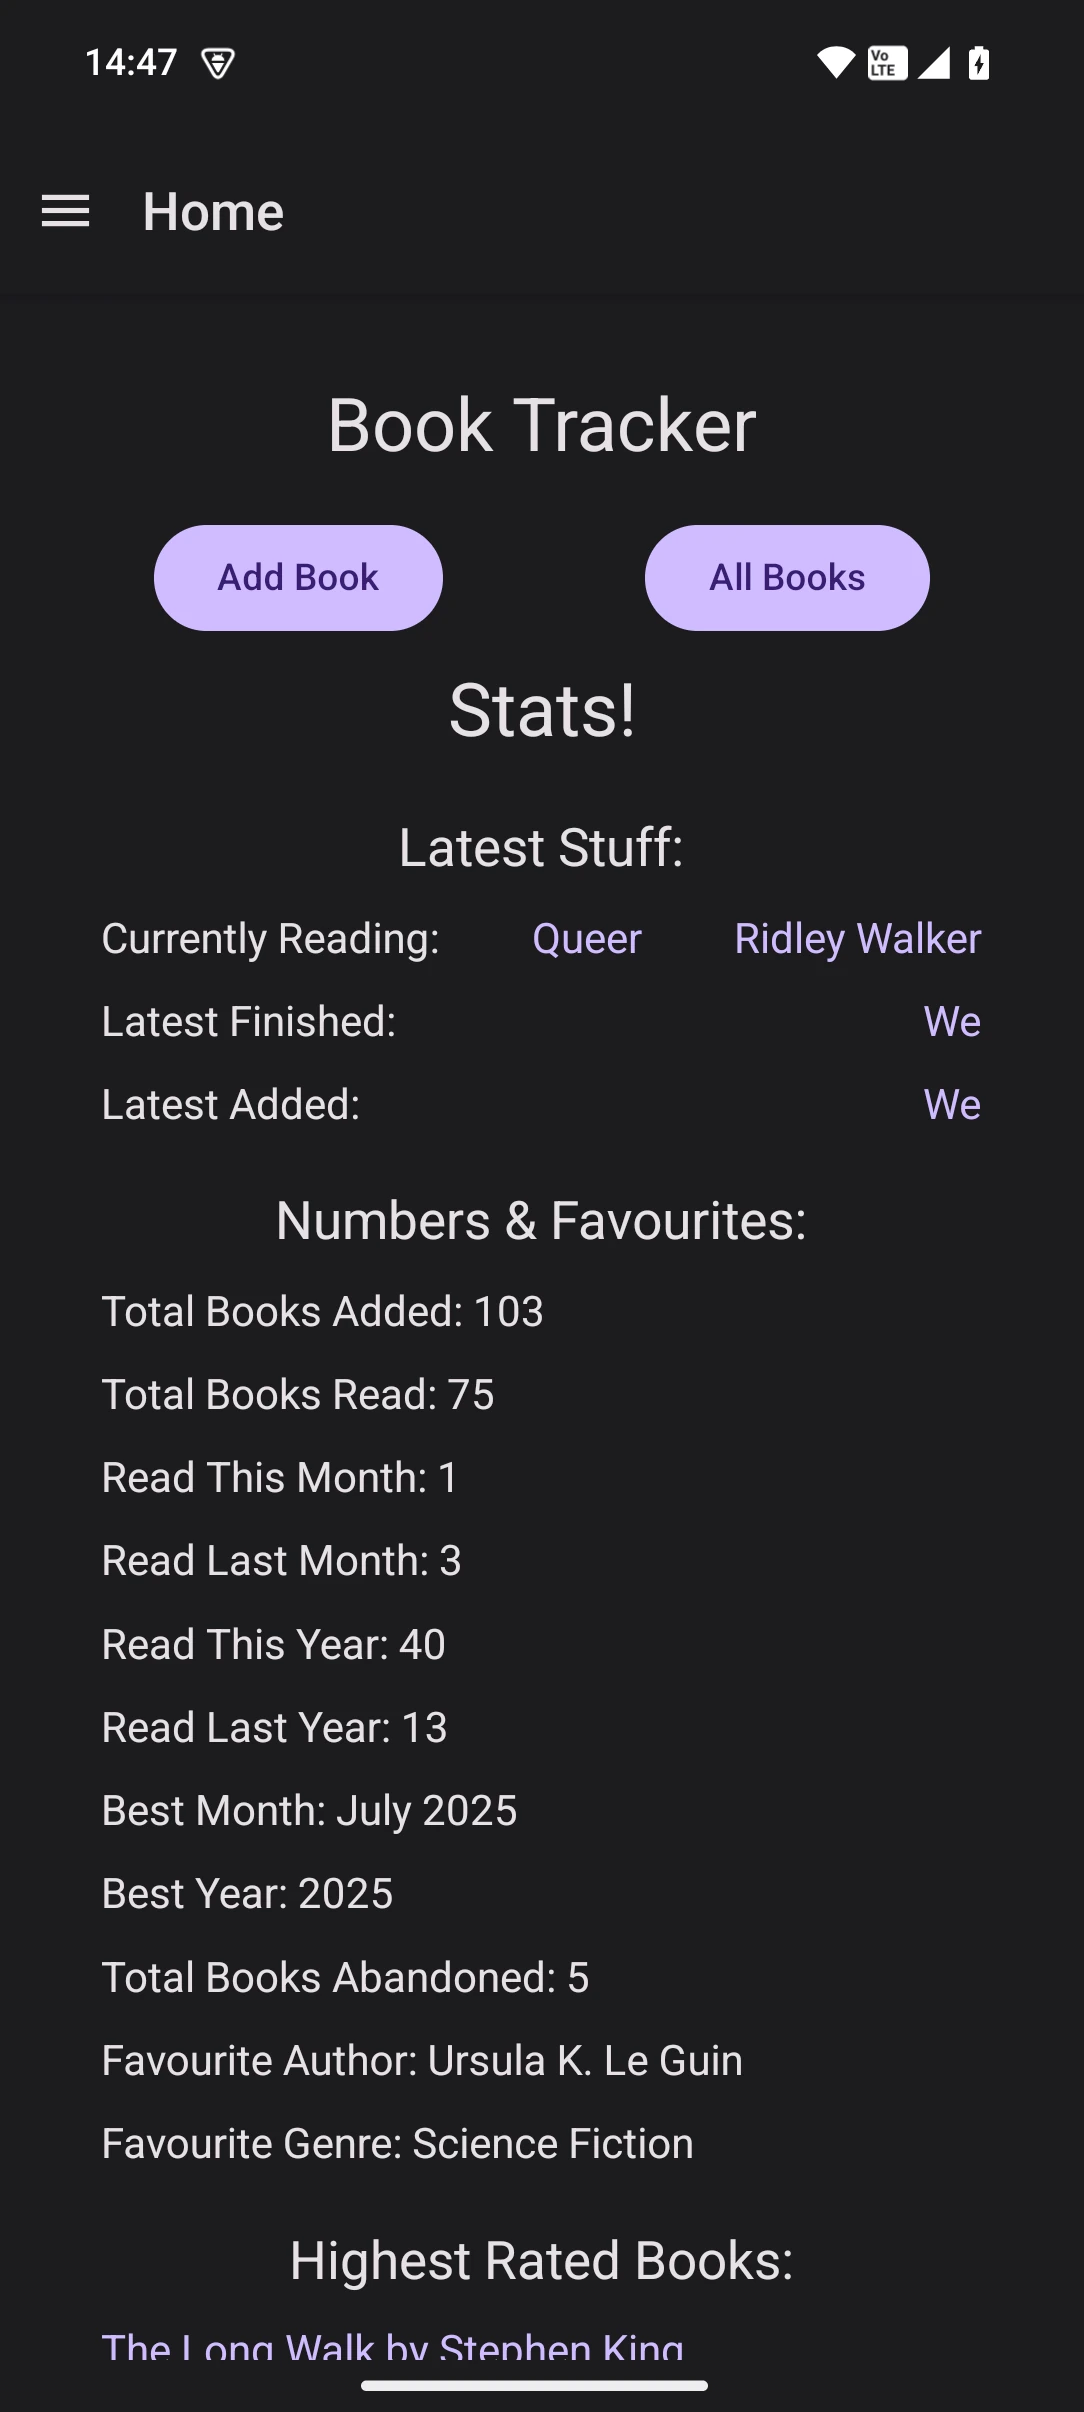 14:47
Vo LTE
Home
Book Tracker
Add Book All Books
Stats!
Latest Stuff:
Currently Reading: Queer Ridley Walker
Latest Finished: We
Latest Added: We
Numbers & Favourites:
Total Books Added: 103
Total Books Read: 75
Read This Month: 1
Read Last Month: 3
Read This Year: 40
Read Last Year: 13
Best Month: July 2025
Best Year: 2025
Total Books Abandoned: 5
Favourite Author: Ursula K. Le Guin
Favourite Genre: Science Fiction
Highest Rated Books:
The Long Walk by Stephen King